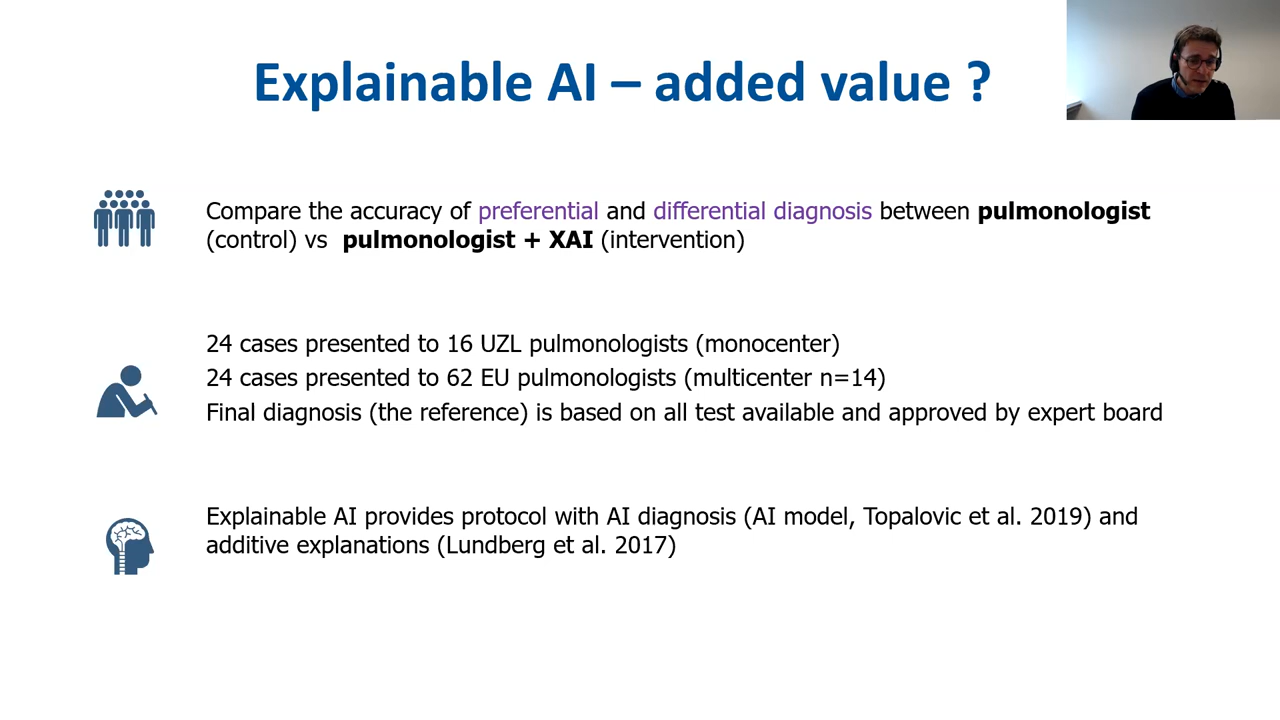 Explainable AI – added value ?
Compare the accuracy of preferential and differential diagnosis between pulmonologist
(control) vs pulmonologist + XAI (intervention)
24 cases presented to 16 UZL pulmonologists (monocenter)
24 cases presented to 62 EU pulmonologists (multicenter n=14)
Final diagnosis (the reference) is based on all test available and approved by expert board
Explainable AI provides protocol with AI diagnosis (AI model, Topalovic et al. 2019) and
additive explanations (Lundberg et al. 2017)